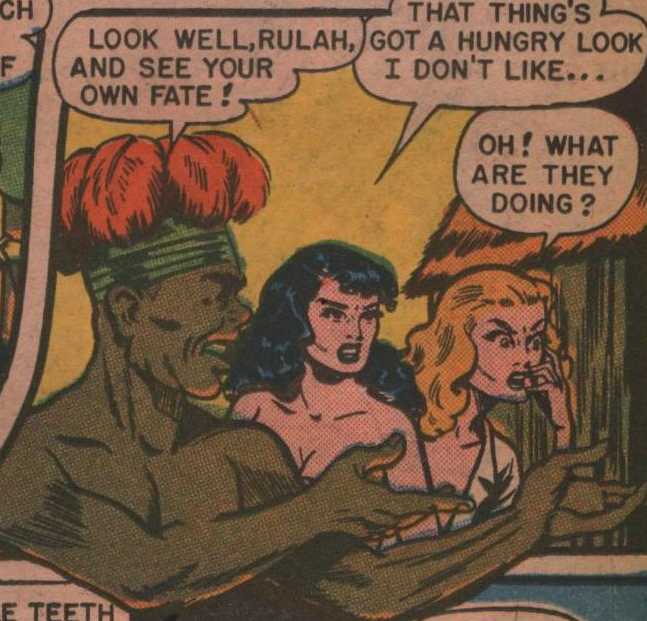 CH
F
LOOK WELL, RULAH,
AND SEE YOUR
OWN FATE!
THAT THING'S
GOT A HUNGRY LOOK
I DON'T LIKE...
OH! WHAT
ARE THEY
DOING?
E TEETH